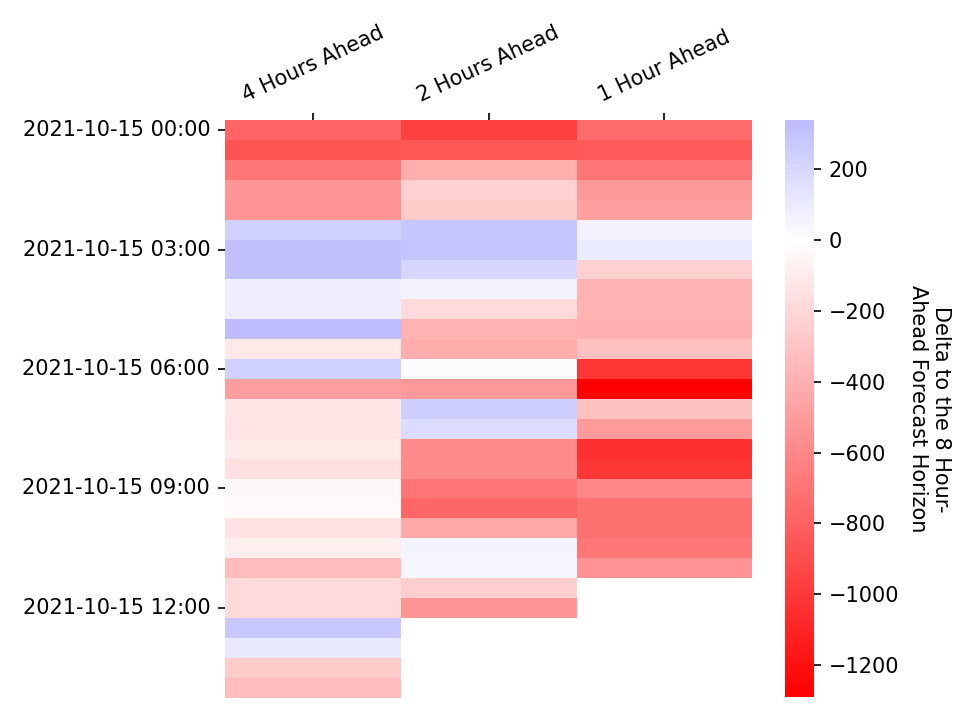 4 Hours Ahead
2 Hours Ahead
1 Hour Ahead
2021-10-15 00:00
2021-10-15 03:00
2021-10-15 06:00
2021-10-15 09:00
2021-10-15 12:00
200
0
−200
−400
−600
−800
−1000
−1200
Delta to the 8 Hour-
Ahead Forecast Horizon